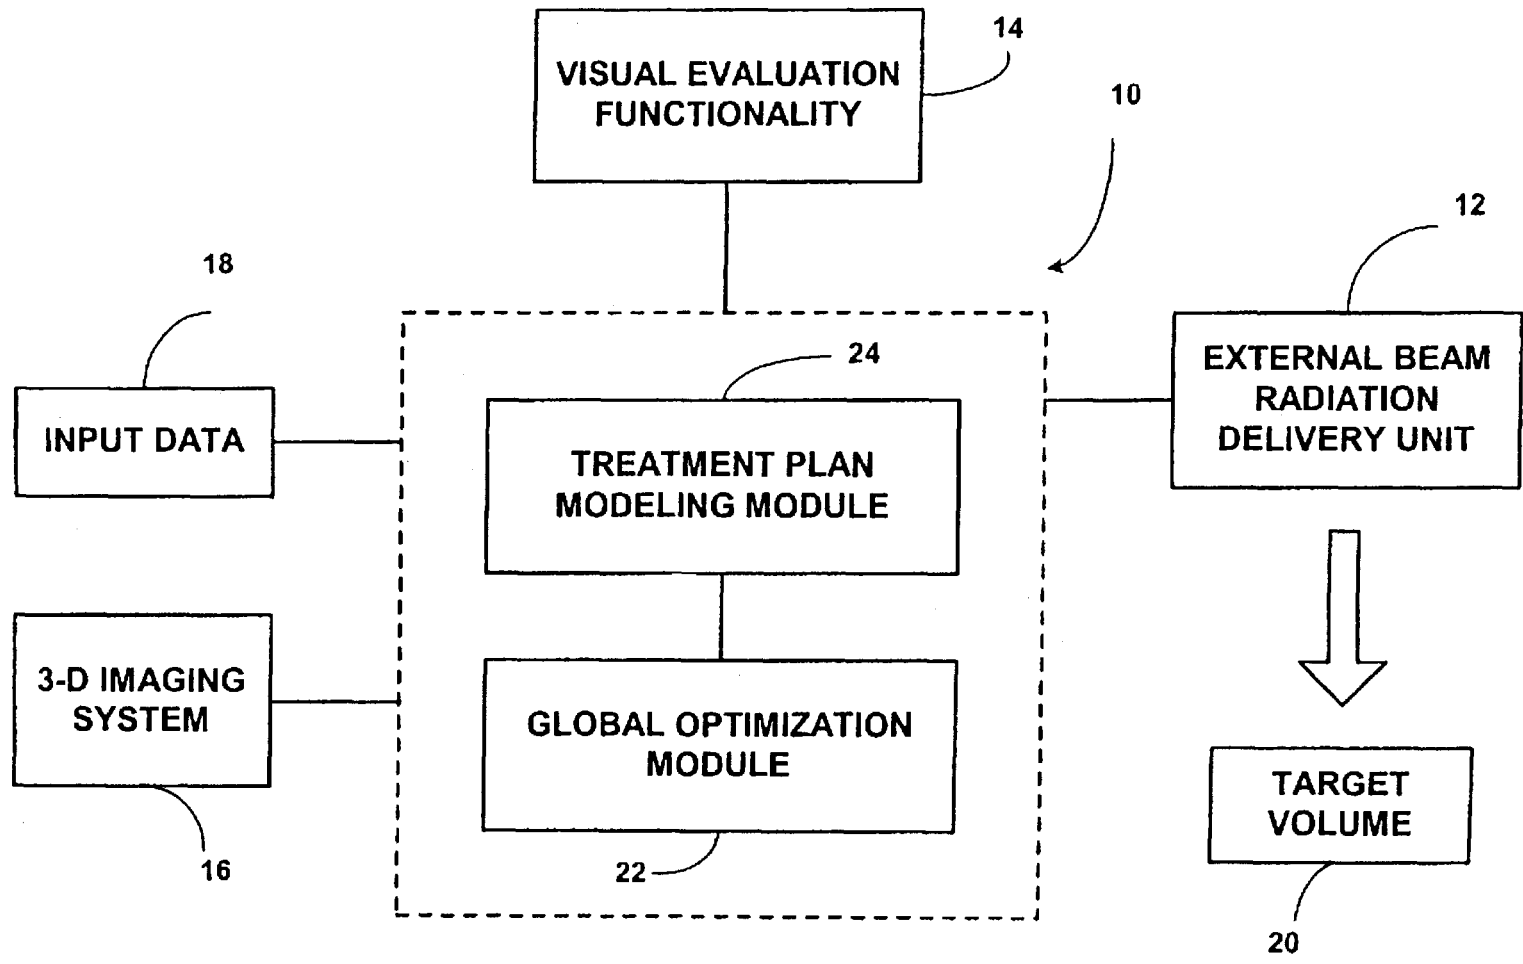 14
VISUAL EVALUATION
FUNCTIONALITY
10
12
18
24
EXTERNAL BEAM
RADIATION
DELIVERY UNIT
INPUT DATA
TREATMENT PLAN
MODELING MODULE
3-D IMAGING
SYSTEM
GLOBAL OPTIMIZATION
MODULE
TARGET
VOLUME
16
22
20